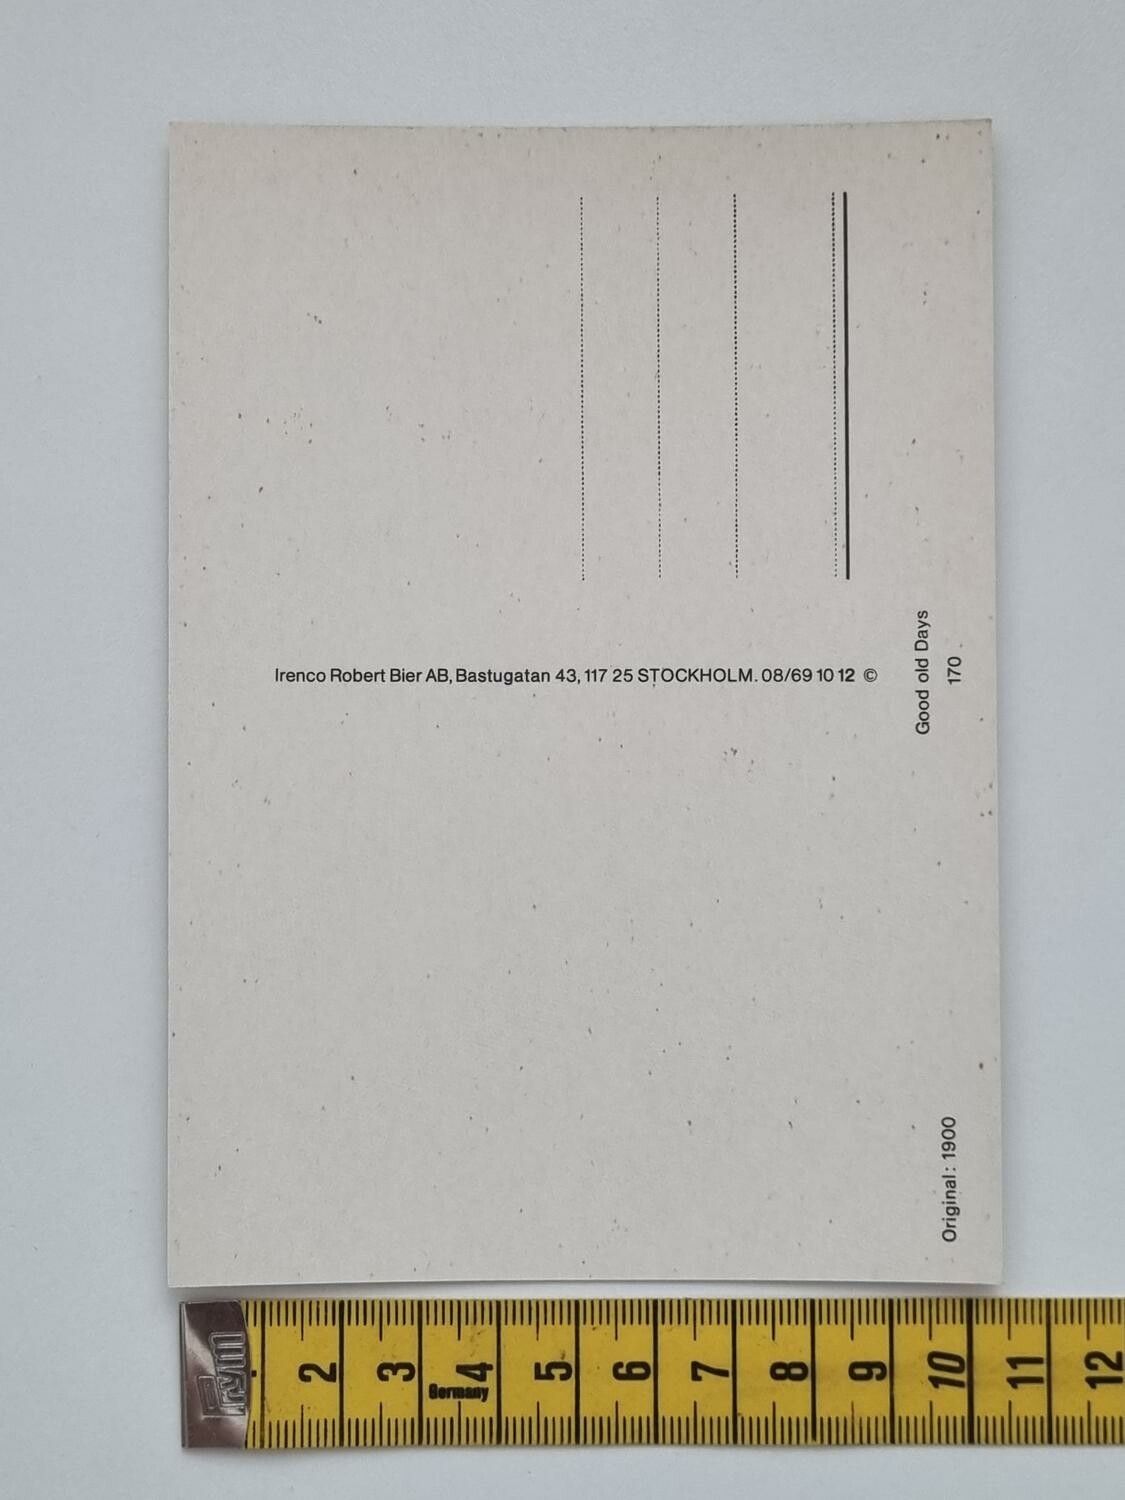 Irenco Robert Bier AB, Bastugatan 43, 117 25 STOCKHOLM. 08/69 10 12 ©
Good old Days
170
Original: 1900
Prym
2 3 4 5 6 7 8 9 10 11 12
Germany